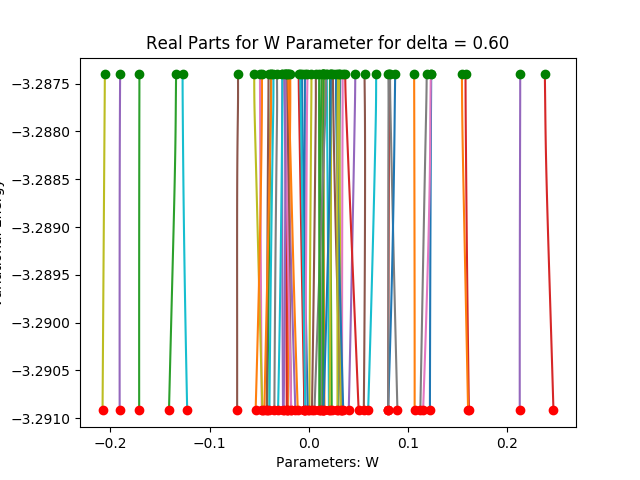 Real Parts for W Parameter for delta = 0.60
−3.2875
−3.2880
−3.2885
−3.2890
−3.2895
−3.2900
−3.2905
−3.2910
−0.2 −0.1 0.0 0.1 0.2
Parameters: W